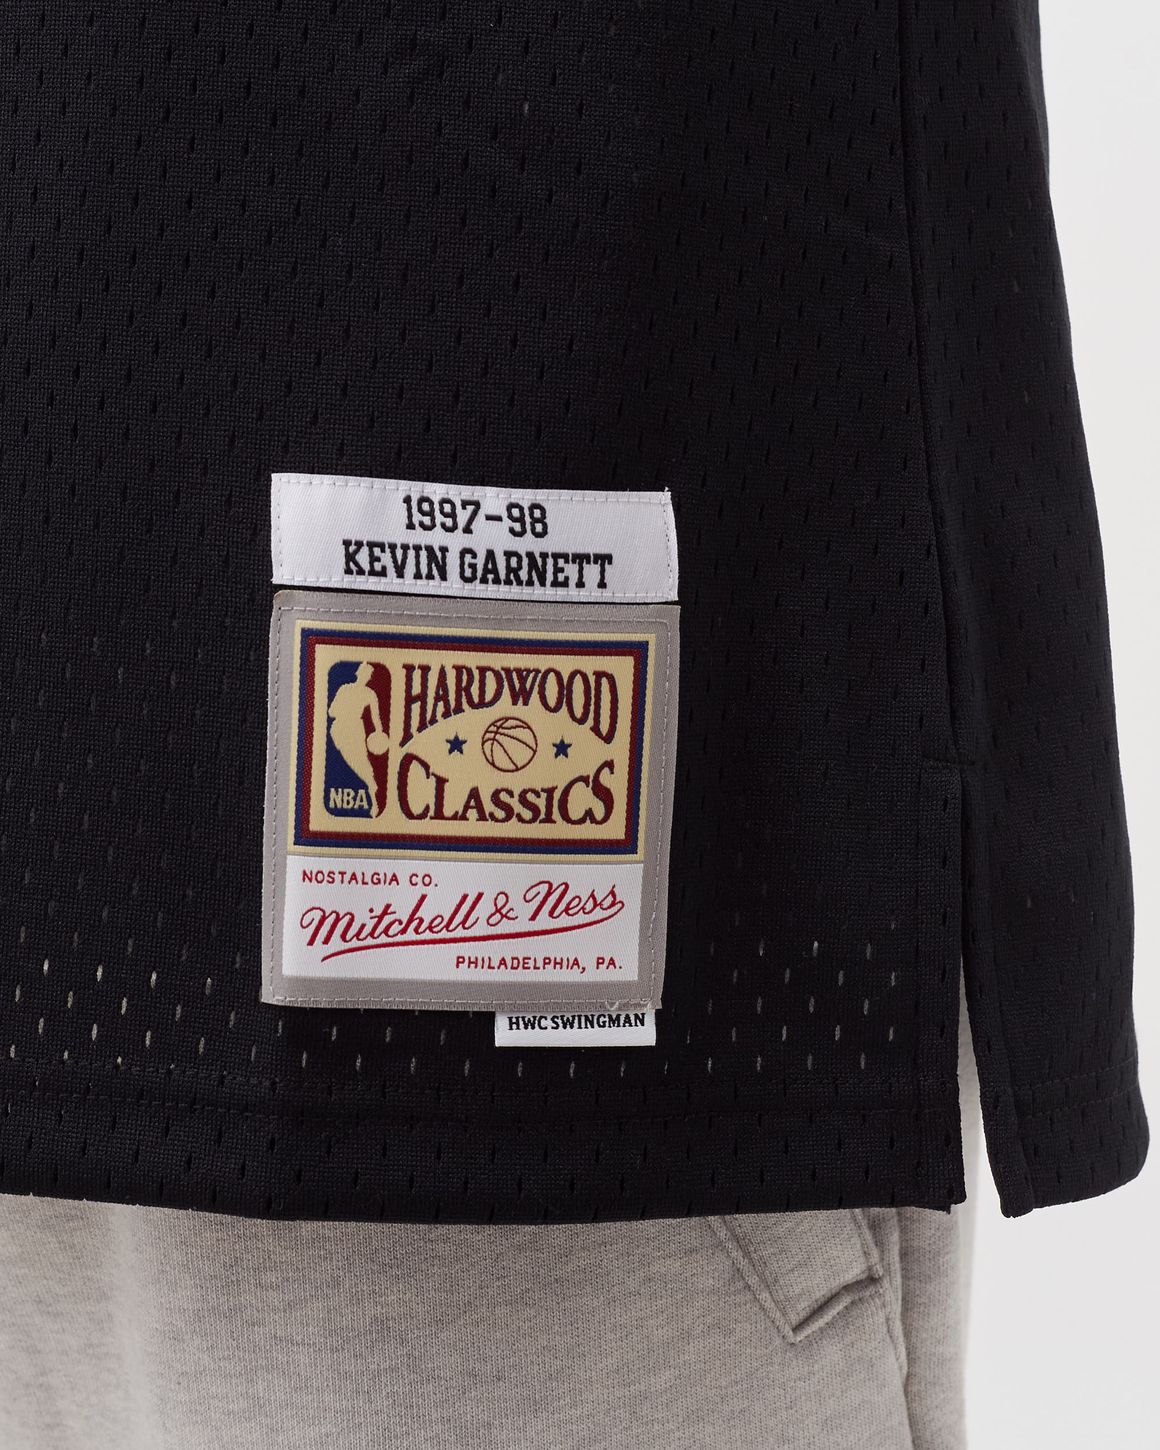 1997-98
KEVIN GARNETT
HARDWOOD
CLASSICS
NBA
NOSTALGIA CO.
Mitchell & Ness
PHILADELPHIA, PA.
HWC SWINGMAN